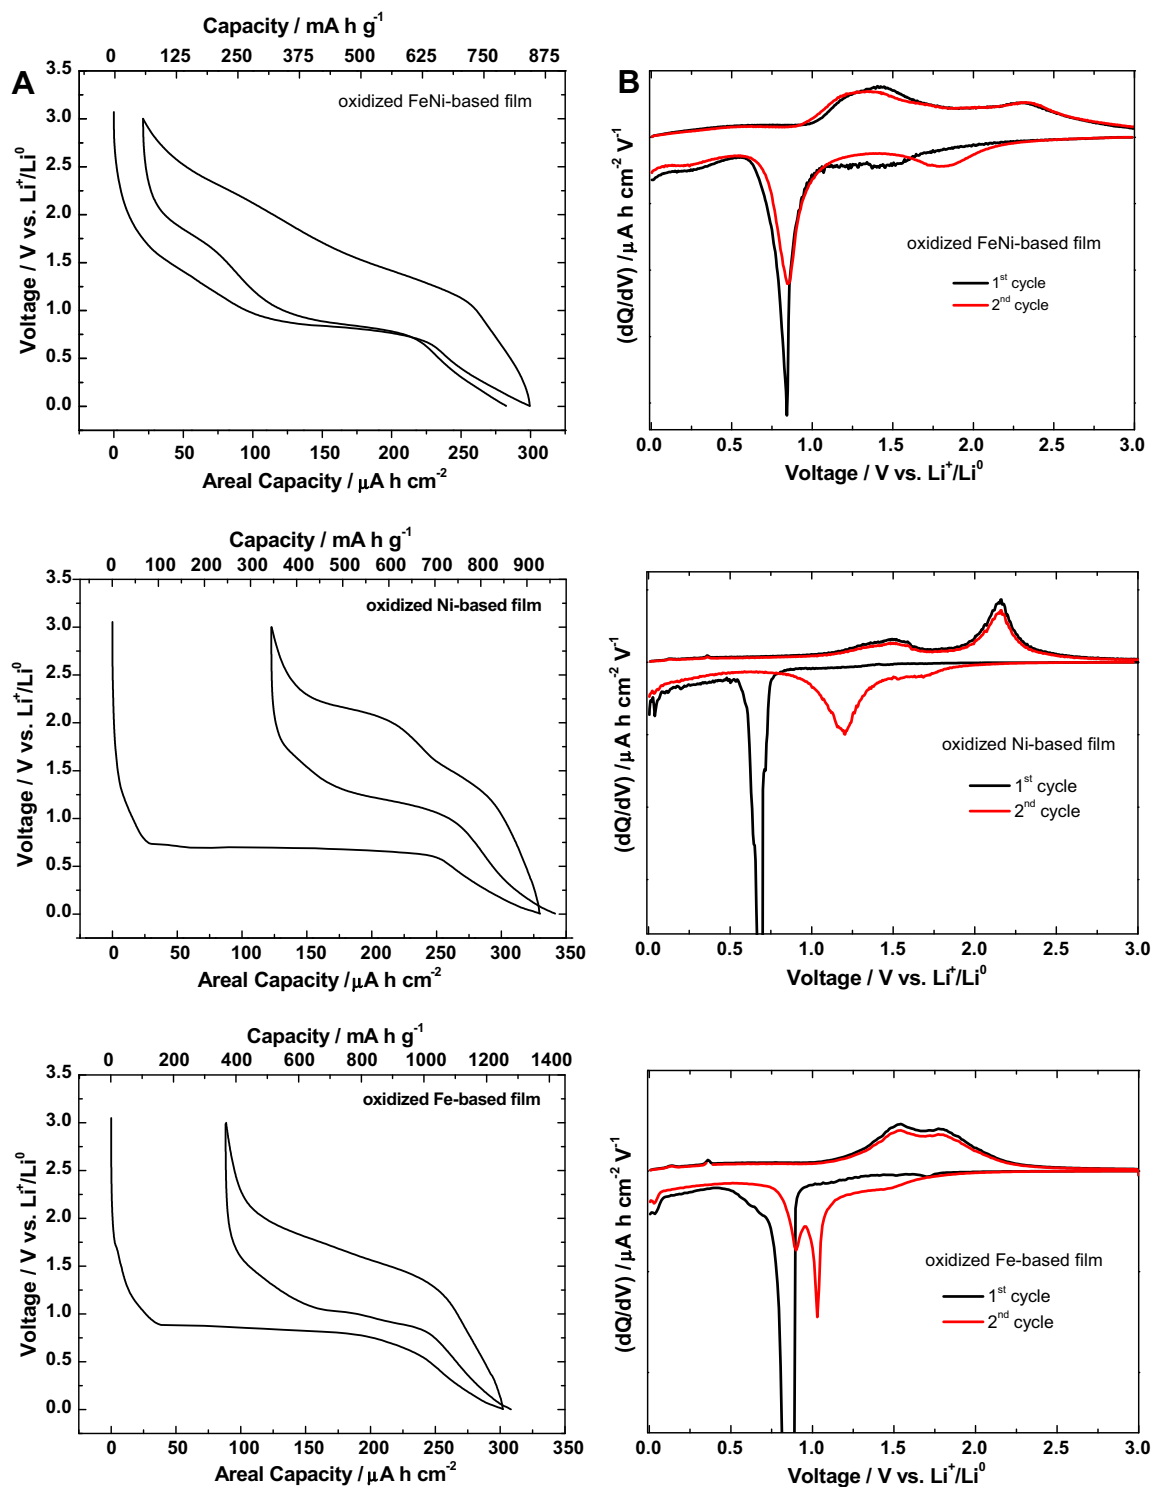 A
Capacity / mA h g⁻¹
0 125 250 375 500 625 750 875
oxidized FeNi-based film
Voltage / V vs. Li⁺/Li⁰
3.5
3.0
2.5
2.0
1.5
1.0
0.5
0.0
0 50 100 150 200 250 300
Areal Capacity / μA h cm⁻²
B
(dQ/dV) / μA h cm⁻² V⁻¹
oxidized FeNi-based film
1st cycle
2nd cycle
0.0 0.5 1.0 1.5 2.0 2.5 3.0
Voltage / V vs. Li⁺/Li⁰
Capacity / mA h g⁻¹
0 100 200 300 400 500 600 700 800 900
oxidized Ni-based film
Voltage / V vs. Li⁺/Li⁰
3.5
3.0
2.5
2.0
1.5
1.0
0.5
0.0
0 50 100 150 200 250 300 350
Areal Capacity / μA h cm⁻²
(dQ/dV) / μA h cm⁻² V⁻¹
oxidized Ni-based film
1st cycle
2nd cycle
0.0 0.5 1.0 1.5 2.0 2.5 3.0
Voltage / V vs. Li⁺/Li⁰
Capacity / mA h g⁻¹
0 200 400 600 800 1000 1200 1400
oxidized Fe-based film
Voltage / V vs. Li⁺/Li⁰
3.5
3.0
2.5
2.0
1.5
1.0
0.5
0.0
0 50 100 150 200 250 300 350
Areal Capacity / μA h cm⁻²
(dQ/dV) / μA h cm⁻² V⁻¹
oxidized Fe-based film
1st cycle
2nd cycle
0.0 0.5 1.0 1.5 2.0 2.5 3.0
Voltage / V vs. Li⁺/Li⁰